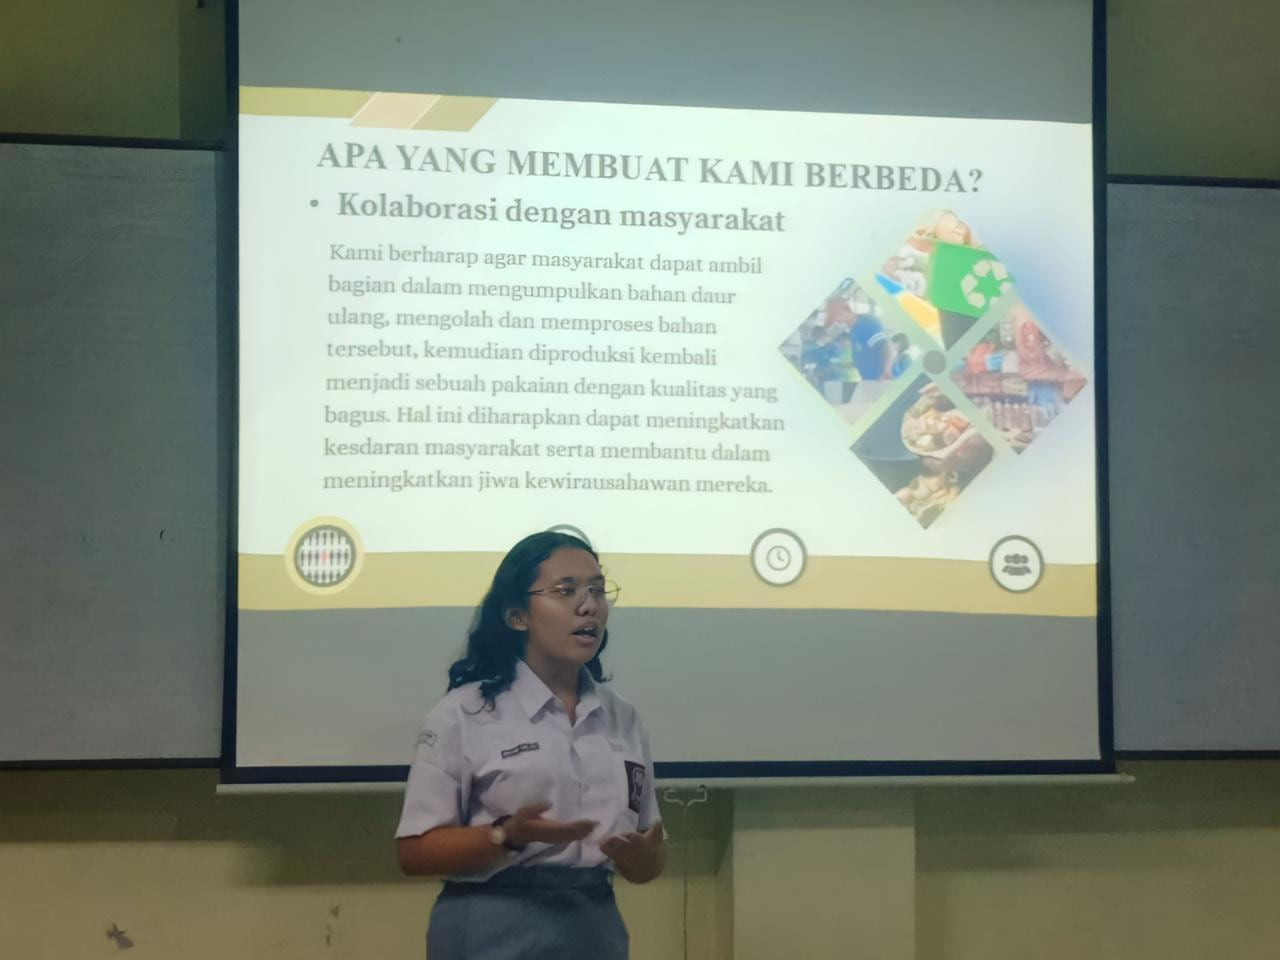 APA YANG MEMBUAT KAMI BERBEDA?
• Kolaborasi dengan masyarakat
Kami berharap agar masyarakat dapat ambil
bagian dalam mengumpulkan bahan daur
ulang, mengolah dan memproses bahan
tersebut, kemudian diproduksi kembali
menjadi sebuah pakaian dengan kualitas yang
bagus. Hal ini diharapkan dapat meningkatkan
kesdaran masyarakat serta membantu dalam
meningkatkan jiwa kewirausahawan mereka.